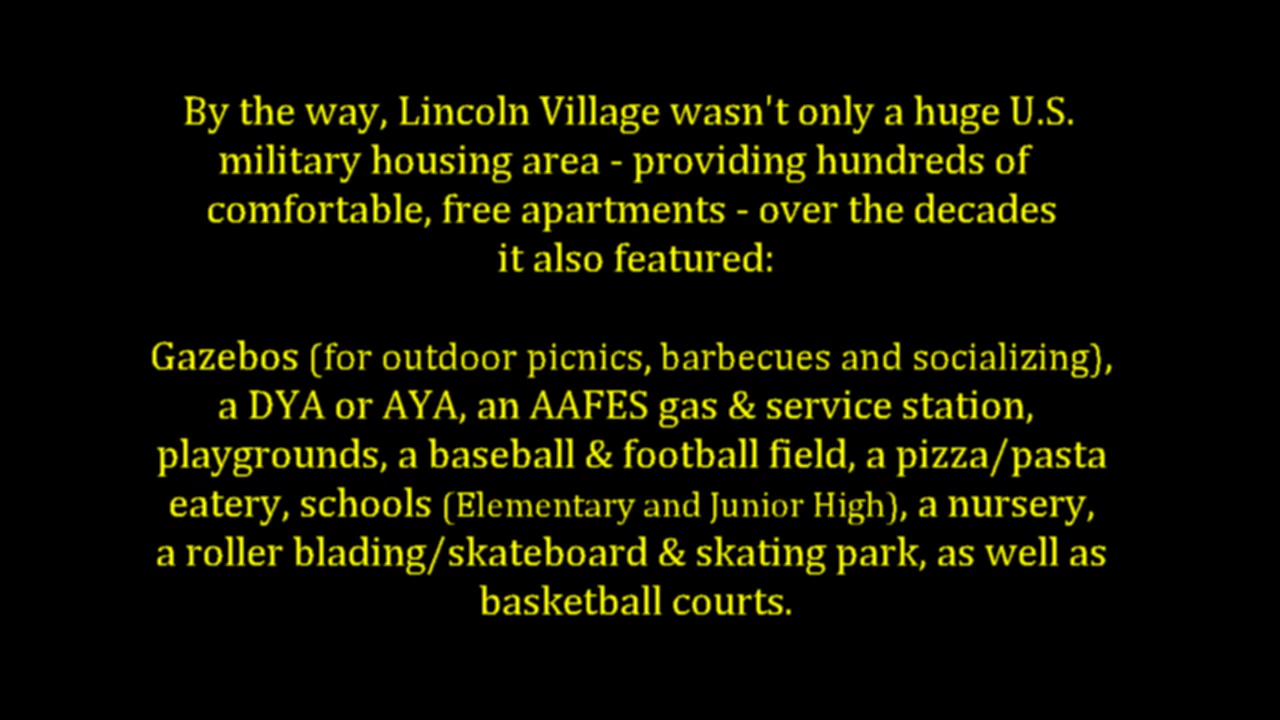 By the way, Lincoln Village wasn't only a huge U.S.
military housing area - providing hundreds of
comfortable, free apartments - over the decades
it also featured:
Gazebos (for outdoor picnics, barbecues and socializing),
a DYA or AYA, an AAFES gas & service station,
playgrounds, a baseball & football field, a pizza/pasta
eatery, schools (Elementary and Junior High), a nursery,
a roller blading/skateboard & skating park, as well as
basketball courts.